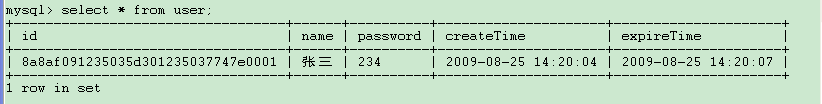 mysql> select * from user;
| id | name | password | createTime | expireTime |
| 8a8af091235035d301235037747e0001 | 张三 | 234 | 2009-08-25 14:20:04 | 2009-08-25 14:20:07 |
1 row in set